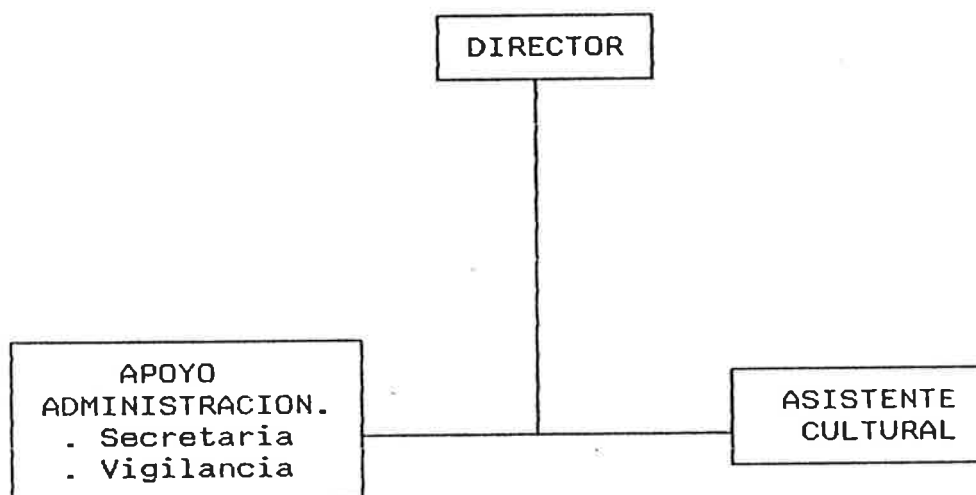 DIRECTOR
APOYO
ADMINISTRACION.
. Secretaria
. Vigilancia
ASISTENTE
CULTURAL